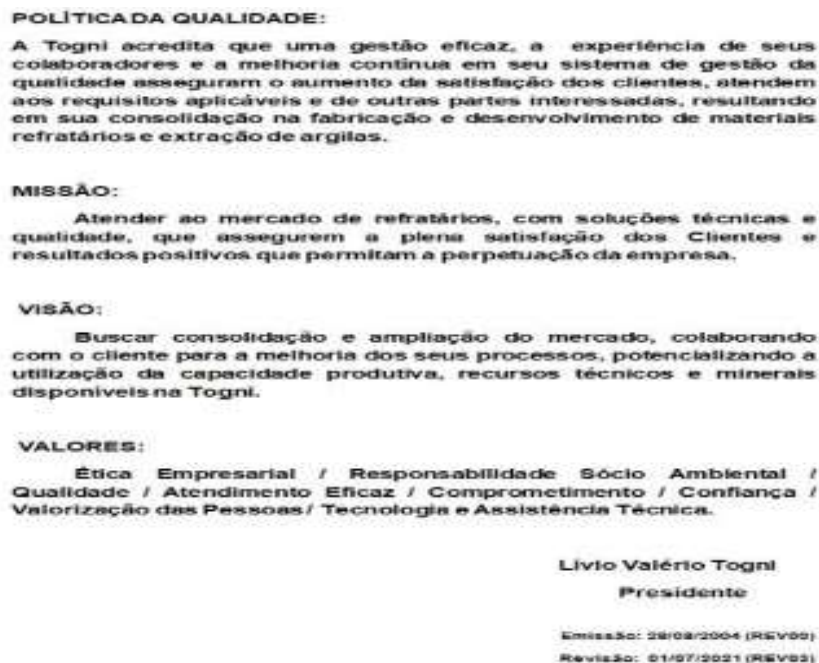 POLÍTICA DA QUALIDADE:
A Togni acredita que uma gestão eficaz, a experiência de seus
colaboradores e a melhoria contínua em seu sistema de gestão da
qualidade asseguram o aumento da satisfação dos clientes, atendem
aos requisitos aplicáveis e de outras partes interessadas, resultando
em sua consolidação na fabricação e desenvolvimento de materiais
refratários e extração de argilas.
MISSÃO:
Atender ao mercado de refratários, com soluções técnicas e
qualidade, que assegurem a plena satisfação dos Clientes e
resultados positivos que permitam a perpetuação da empresa.
VISÃO:
Buscar consolidação e ampliação do mercado, colaborando
com o cliente para a melhoria dos seus processos, potencializando a
utilização da capacidade produtiva, recursos técnicos e minerais
disponíveis na Togni.
VALORES:
Ética Empresarial / Responsabilidade Sócio Ambiental /
Qualidade / Atendimento Eficaz / Comprometimento / Confiança /
Valorização das Pessoas/ Tecnologia e Assistência Técnica.
Lívio Valério Togni
Presidente
Emissão: (REV00)
Revisão: 01/07/2021 (REV03)